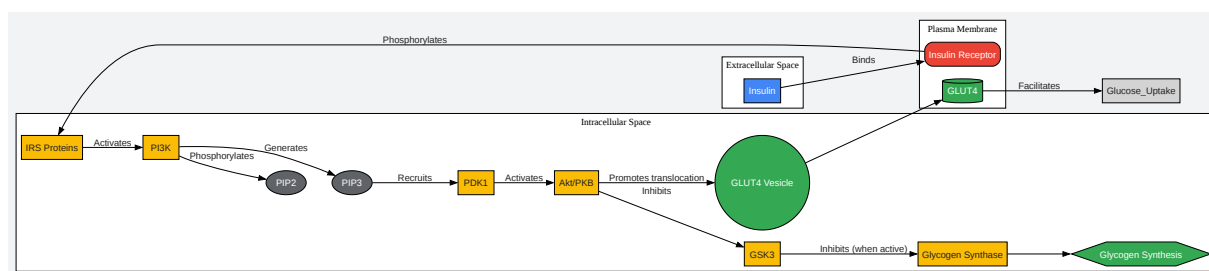 Phosphorylates
Plasma Membrane
Insulin Receptor
Extracellular Space
Binds
Insulin
GLUT4
Facilitates
Glucose_Uptake
Intracellular Space
IRS Proteins
Activates
PI3K
Generates
Phosphorylates
PIP2
PIP3
Recruits
PDK1
Activates
Akt/PKB
Promotes translocation
Inhibits
GLUT4 Vesicle
GSK3
Inhibits (when active)
Glycogen Synthase
Glycogen Synthesis